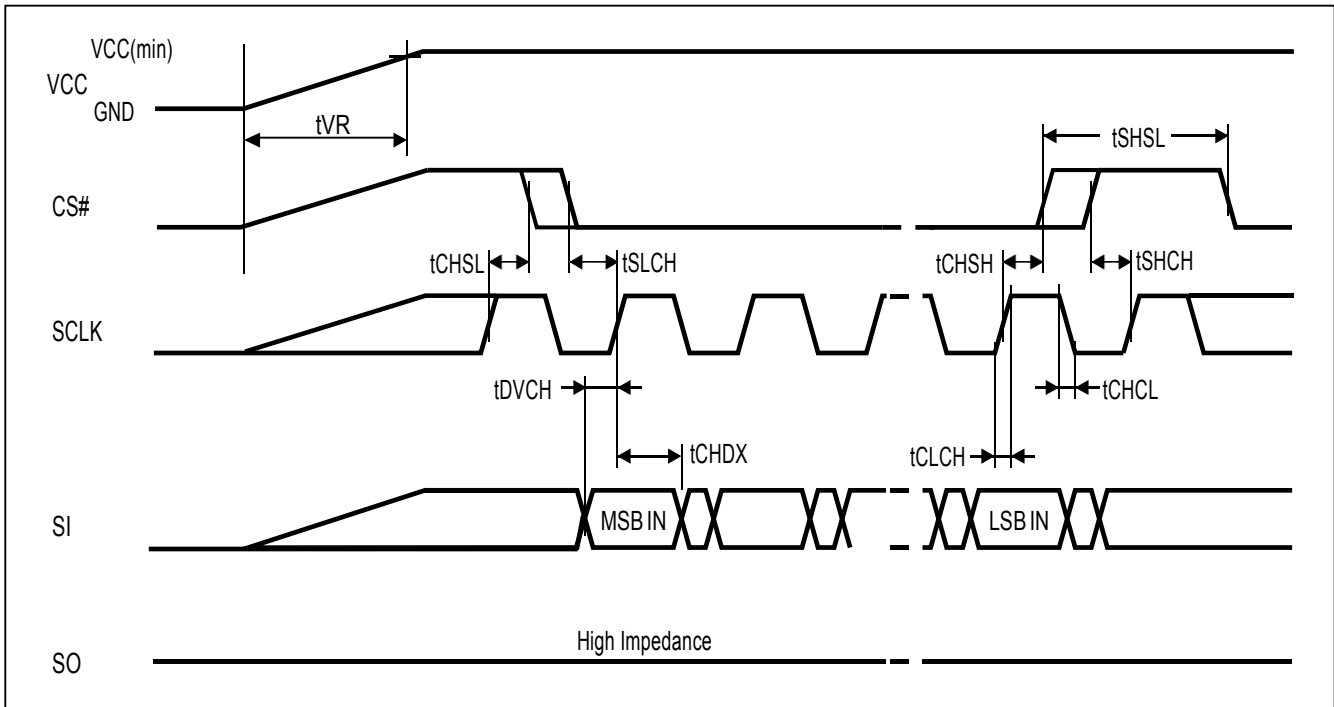 VCC(min)
VCC
GND
tVR
tSHSL
CS#
tCHSL
tSLCH
tCHSH
tSHCH
SCLK
tDVCH
tCHCL
tCHDX
tCLCH
SI
MSB IN
LSB IN
High Impedance
SO